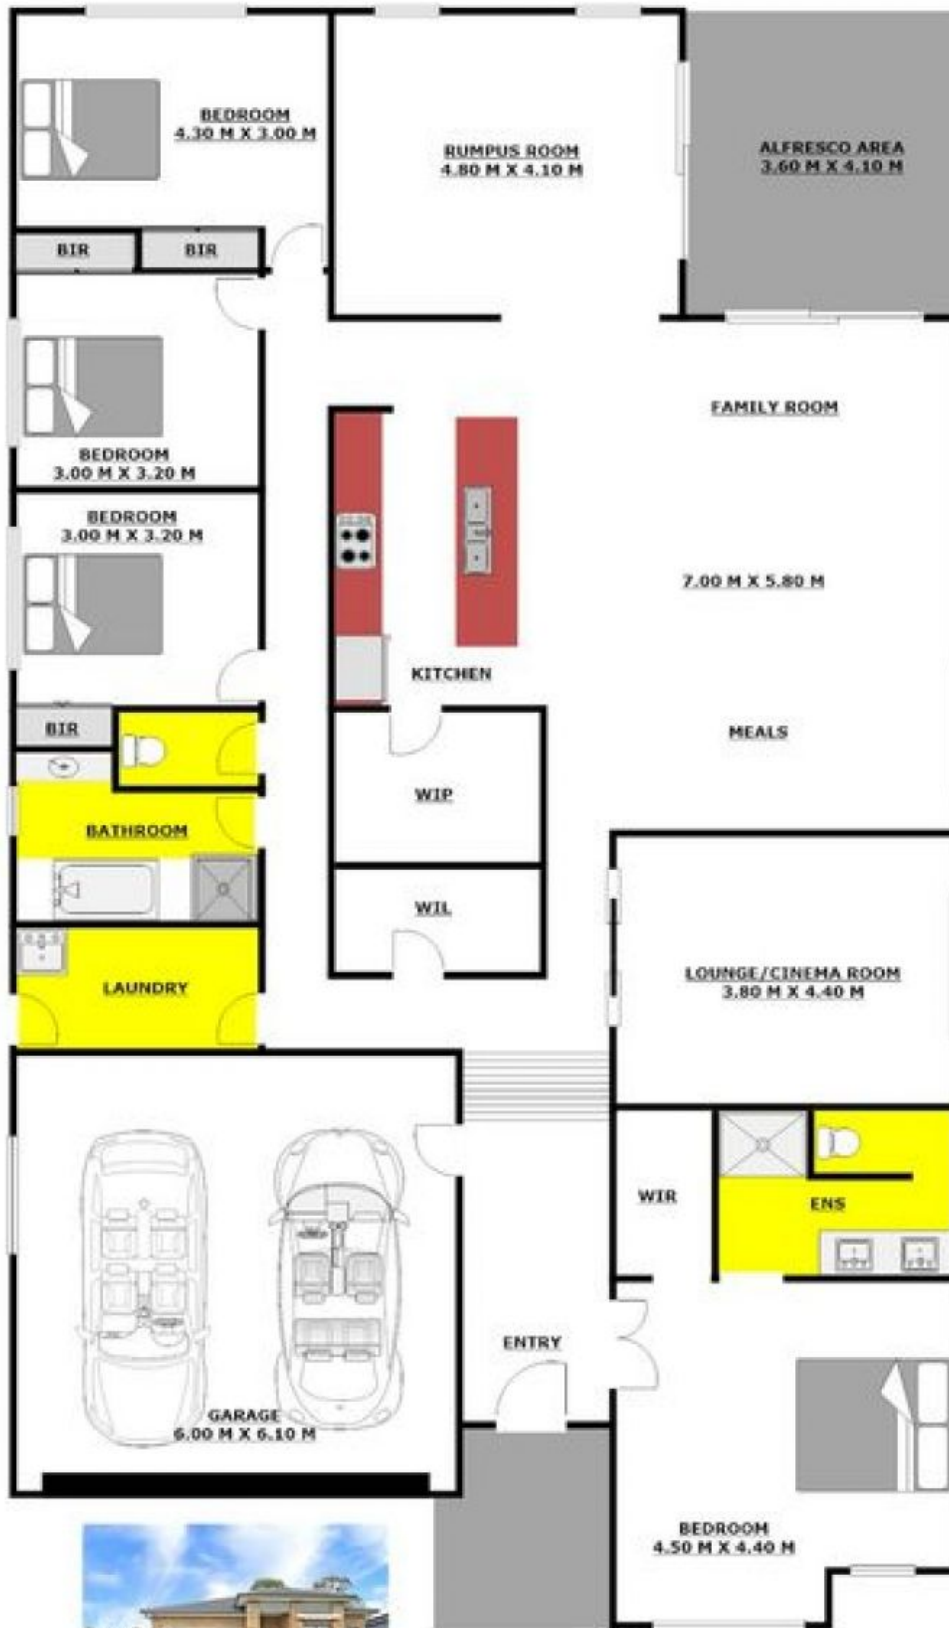 BEDROOM
4.30 M X 3.00 M
RUMPUS ROOM
4.80 M X 4.10 M
ALFRESCO AREA
3.60 M X 4.10 M
BIR
BIR
FAMILY ROOM
BEDROOM
3.00 M X 3.20 M
BEDROOM
3.00 M X 3.20 M
7.00 M X 5.80 M
KITCHEN
BIR
MEALS
WIP
BATHROOM
WIL
LOUNGE/CINEMA ROOM
3.80 M X 4.40 M
LAUNDRY
WIR
ENS
ENTRY
GARAGE
6.00 M X 6.10 M
BEDROOM
4.50 M X 4.40 M